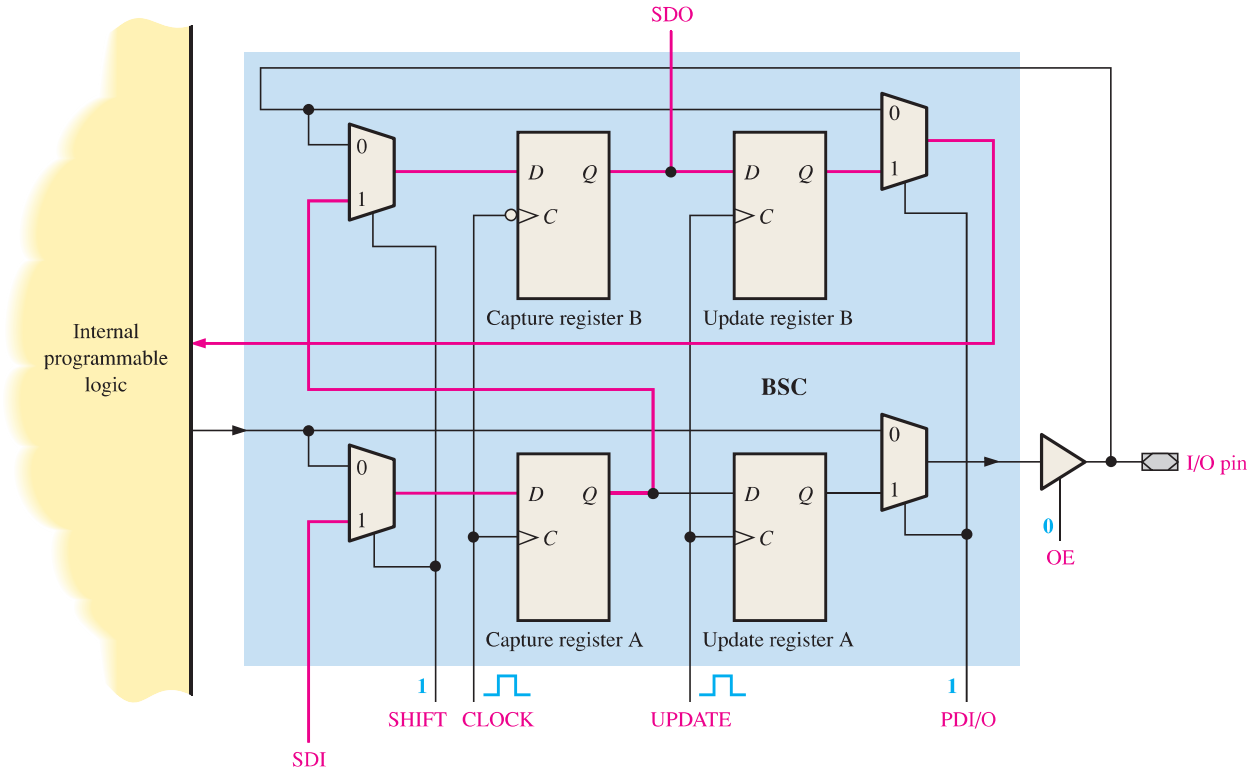 SDO
0
1
D
Q
C
Capture register B
D
Q
C
Update register B
0
1
Internal
programmable
logic
BSC
0
1
D
Q
C
Capture register A
D
Q
C
Update register A
0
1
I/O pin
0
OE
1
SHIFT
CLOCK
UPDATE
1
PDI/O
SDI